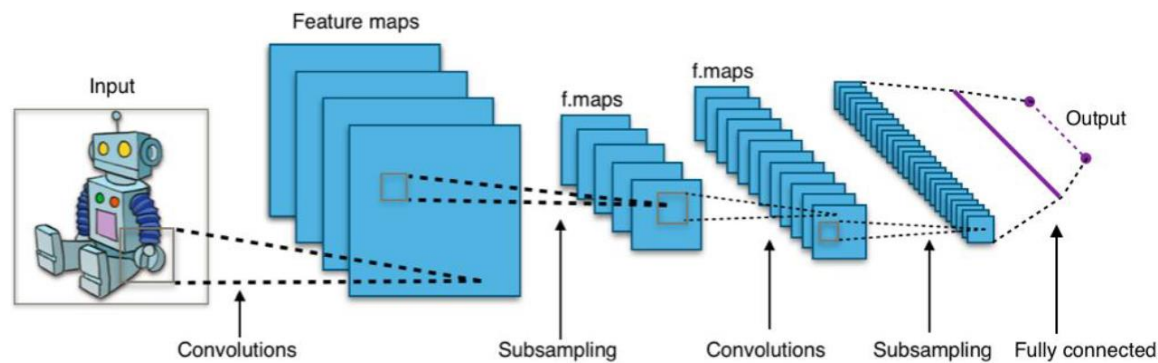 Feature maps
Input
f.maps
f.maps
Output
Convolutions
Subsampling
Convolutions
Subsampling
Fully connected